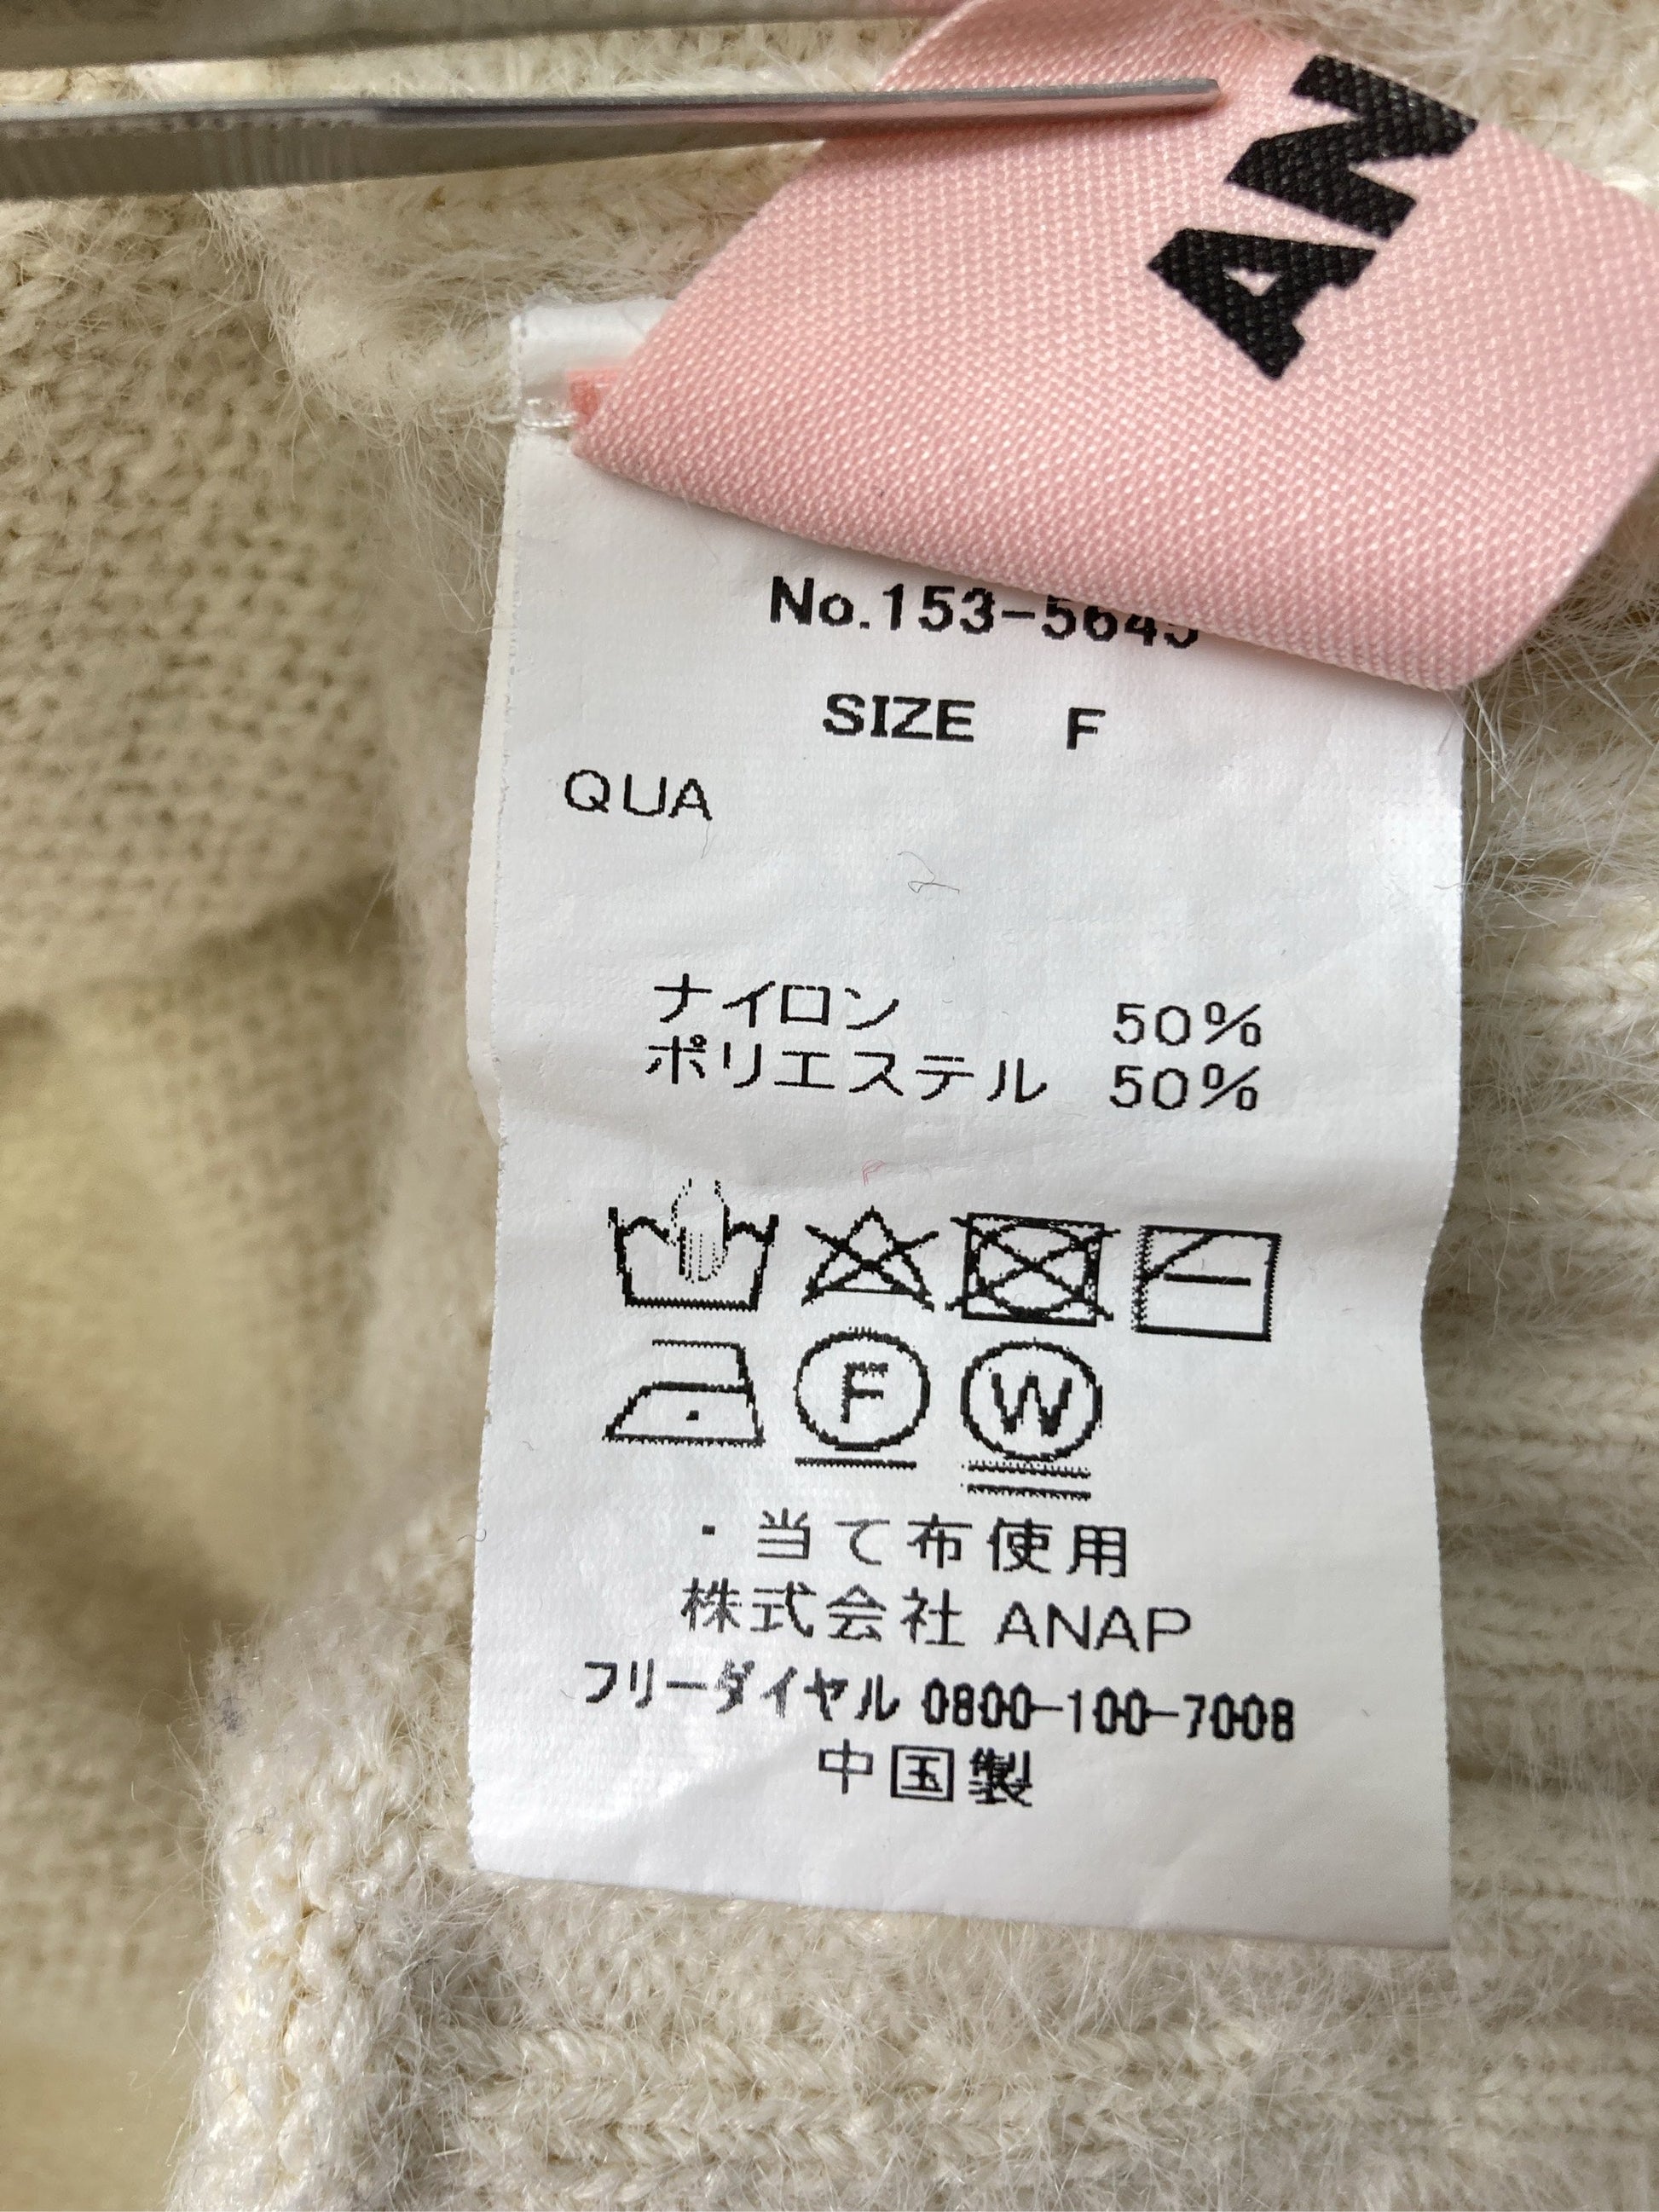 AN
No.153-5645
SIZE F
QUA
ナイロン 50%
ポリエステル 50%
F W
・当て布使用
株式会社 ANAP
フリーダイヤル 0800-100-7008
中国製